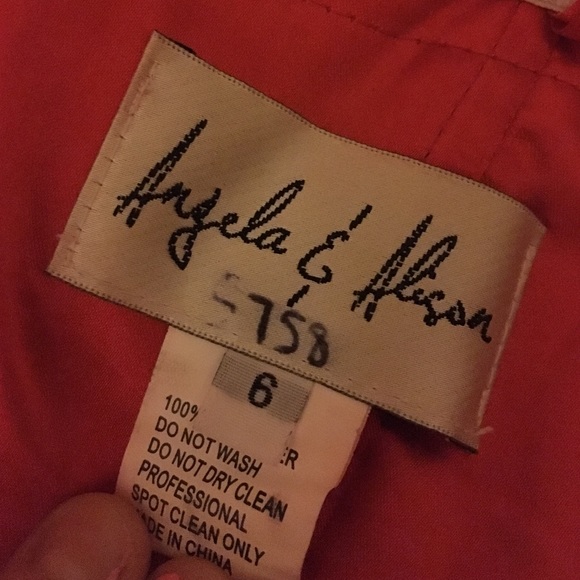 Angela & Alison
5758
6
100% ER
DO NOT WASH
DO NOT DRY CLEAN
PROFESSIONAL
SPOT CLEAN ONLY
ADE IN CHINA